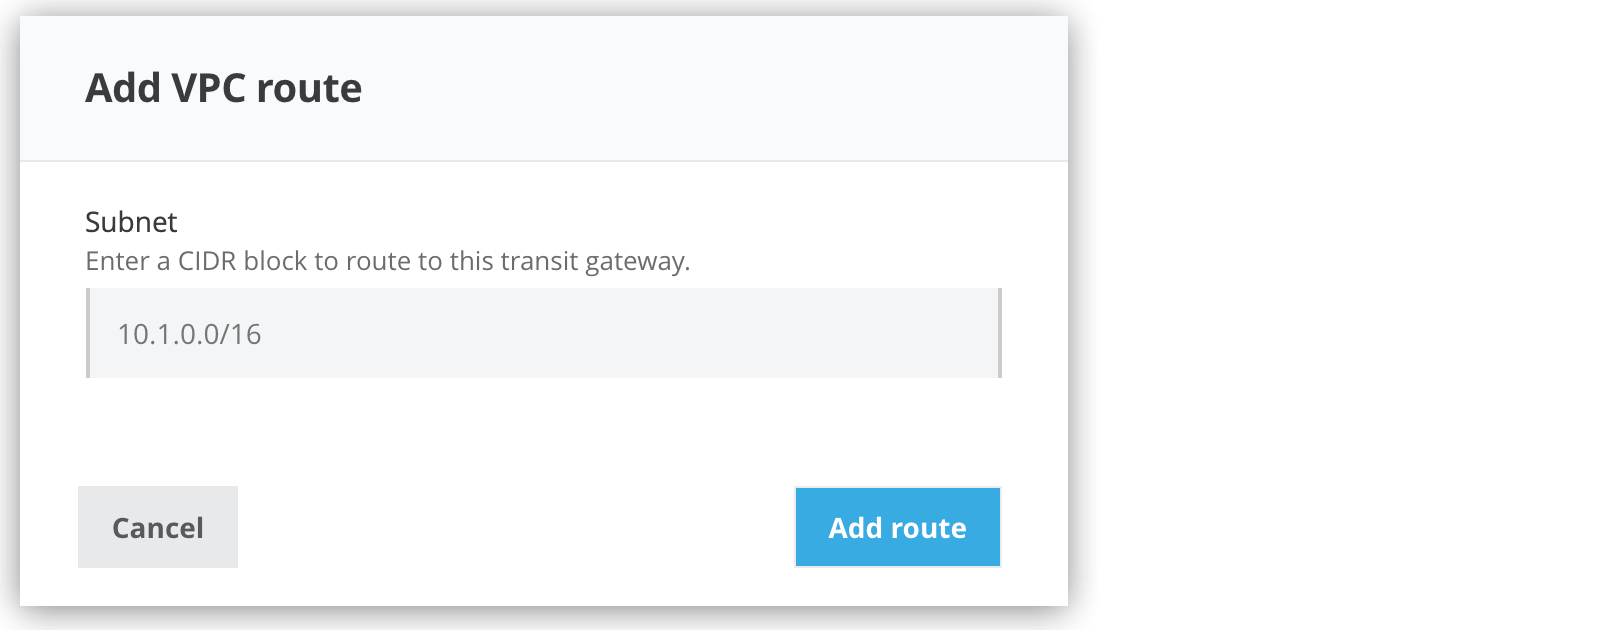 Add VPC route
Subnet
Enter a CIDR block to route to this transit gateway.
10.1.0.0/16
Cancel
Add route